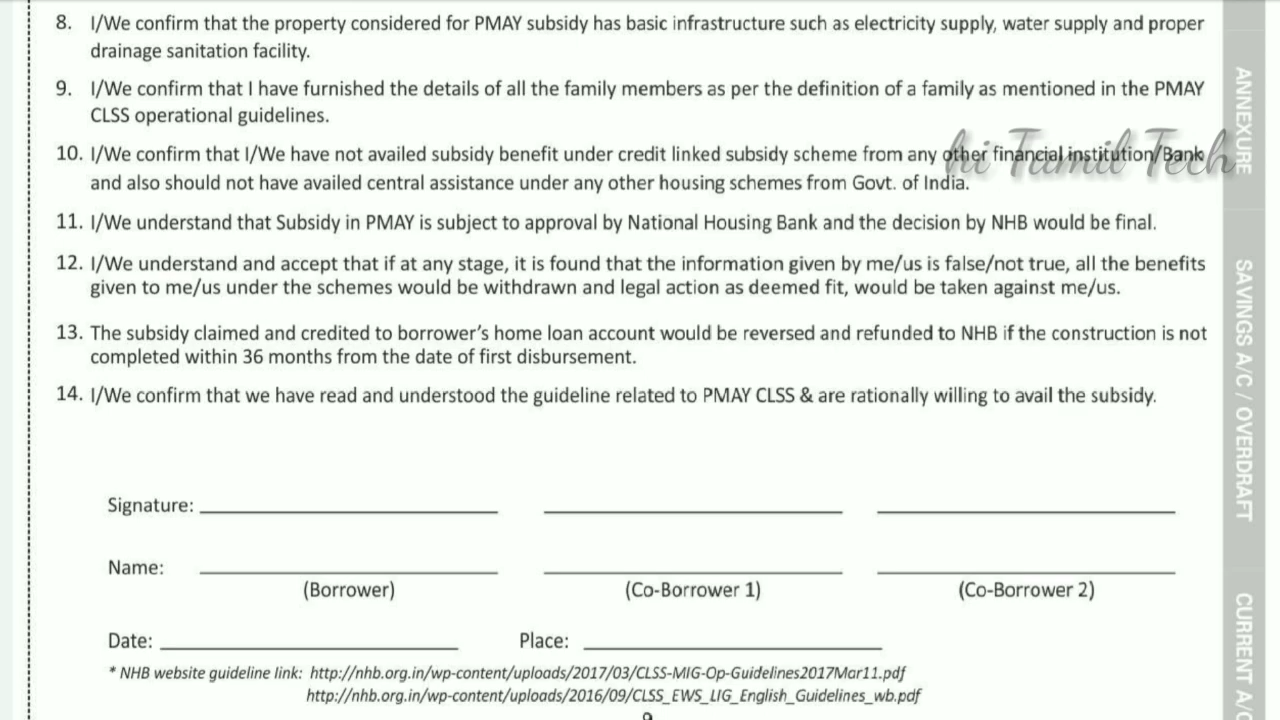 8. I/We confirm that the property considered for PMAY subsidy has basic infrastructure such as electricity supply, water supply and proper
drainage sanitation facility.
9. I/We confirm that I have furnished the details of all the family members as per the definition of a family as mentioned in the PMAY
CLSS operational guidelines.
10. I/We confirm that I/We have not availed subsidy benefit under credit linked subsidy scheme from any other financial institution/Bank
and also should not have availed central assistance under any other housing schemes from Govt. of India.
hi Tamil Tech
11. I/We understand that Subsidy in PMAY is subject to approval by National Housing Bank and the decision by NHB would be final.
12. I/We understand and accept that if at any stage, it is found that the information given by me/us is false/not true, all the benefits
given to me/us under the schemes would be withdrawn and legal action as deemed fit, would be taken against me/us.
13. The subsidy claimed and credited to borrower's home loan account would be reversed and refunded to NHB if the construction is not
completed within 36 months from the date of first disbursement.
14. I/We confirm that we have read and understood the guideline related to PMAY CLSS & are rationally willing to avail the subsidy.
Signature:
Name:
(Borrower) (Co-Borrower 1) (Co-Borrower 2)
Date: Place:
* NHB website guideline link: http://nhb.org.in/wp-content/uploads/2017/03/CLSS-MIG-Op-Guidelines2017Mar11.pdf
http://nhb.org.in/wp-content/uploads/2016/09/CLSS_EWS_LIG_English_Guidelines_wb.pdf
ANNEXURE
SAVINGS A/C / OVERDRAFT
CURRENT A/C